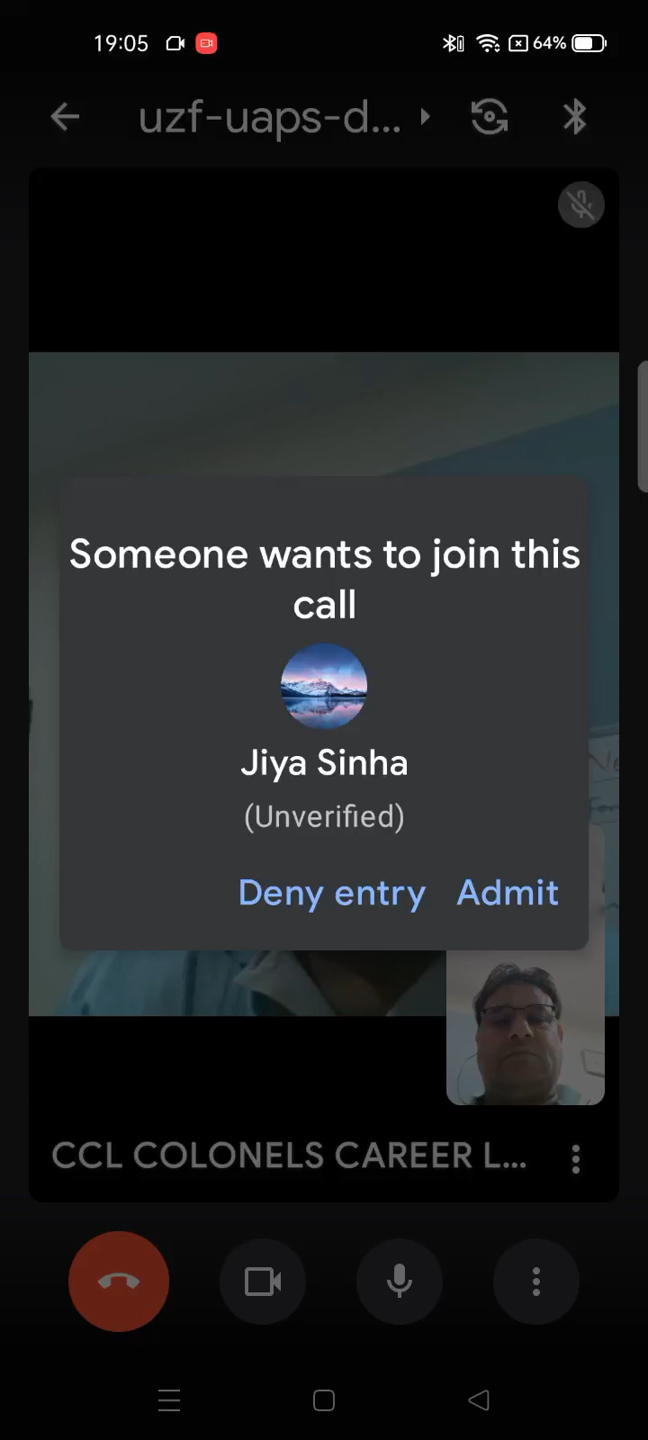 19:05
64%
uzf-uaps-d...
Someone wants to join this
call
Jiya Sinha
(Unverified)
Deny entry Admit
CCL COLONELS CAREER L...